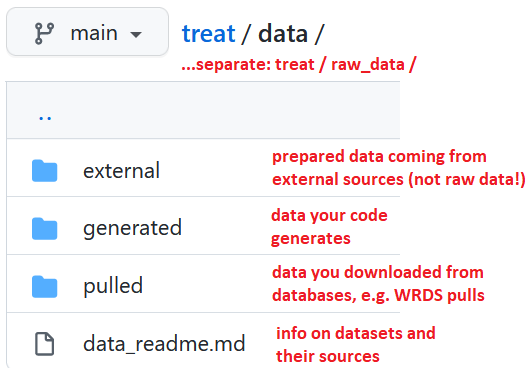 main
treat / data /
...separate: treat / raw_data /
..
external
prepared data coming from
external sources (not raw data!)
generated
data your code
generates
pulled
data you downloaded from
databases, e.g. WRDS pulls
data_readme.md
info on datasets and
their sources